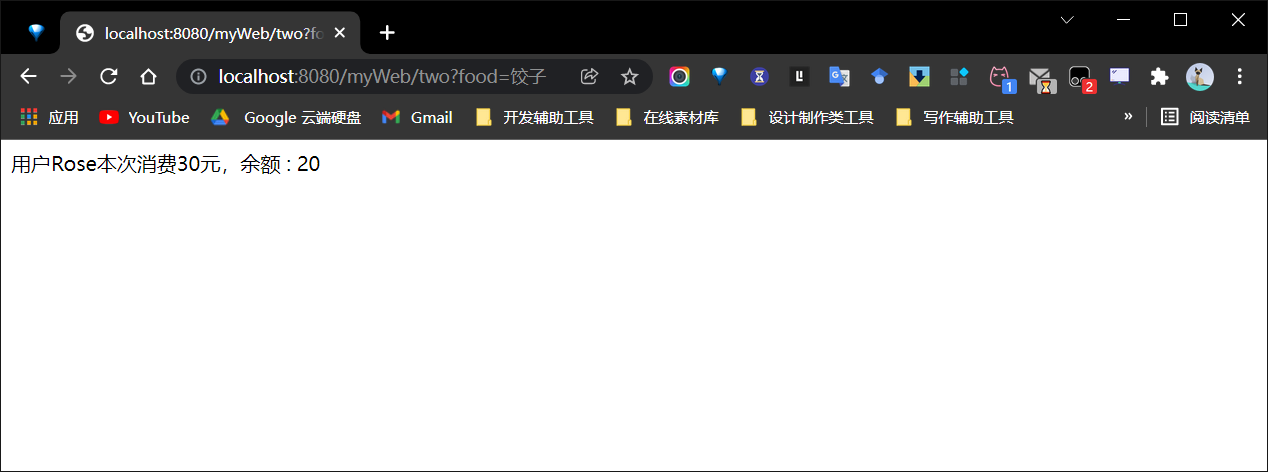 localhost:8080/myWeb/two?fo
localhost:8080/myWeb/two?food=饺子
1
2
应用 YouTube Google 云端硬盘 Gmail 开发辅助工具 在线素材库 设计制作类工具 写作辅助工具 » 阅读清单
用户Rose本次消费30元，余额 : 20